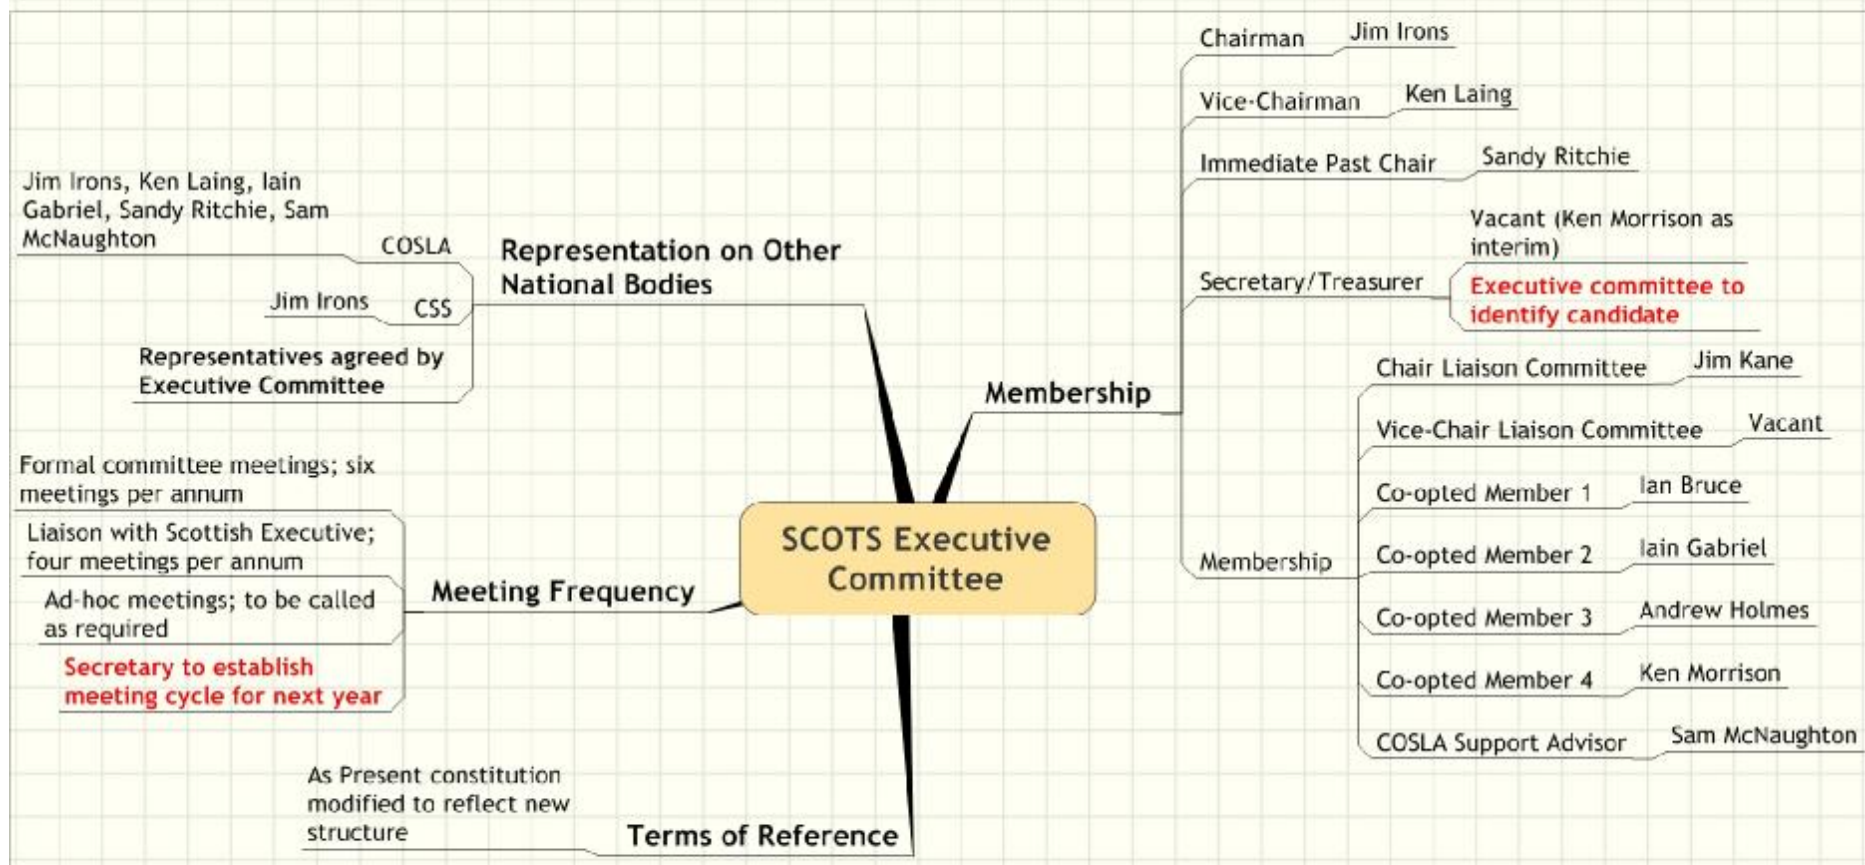 SCOTS Executive
Committee
Membership
Chairman
Jim Irons
Vice-Chairman
Ken Laing
Immediate Past Chair
Sandy Ritchie
Secretary/Treasurer
Vacant (Ken Morrison as
interim)
Executive committee to
identify candidate
Membership
Chair Liaison Committee
Jim Kane
Vice-Chair Liaison Committee
Vacant
Co-opted Member 1
Ian Bruce
Co-opted Member 2
Iain Gabriel
Co-opted Member 3
Andrew Holmes
Co-opted Member 4
Ken Morrison
COSLA Support Advisor
Sam McNaughton
Representation on Other
National Bodies
COSLA
Jim Irons, Ken Laing, Iain
Gabriel, Sandy Ritchie, Sam
McNaughton
CSS
Jim Irons
Representatives agreed by
Executive Committee
Meeting Frequency
Formal committee meetings; six
meetings per annum
Liaison with Scottish Executive;
four meetings per annum
Ad-hoc meetings; to be called
as required
Secretary to establish
meeting cycle for next year
Terms of Reference
As Present constitution
modified to reflect new
structure